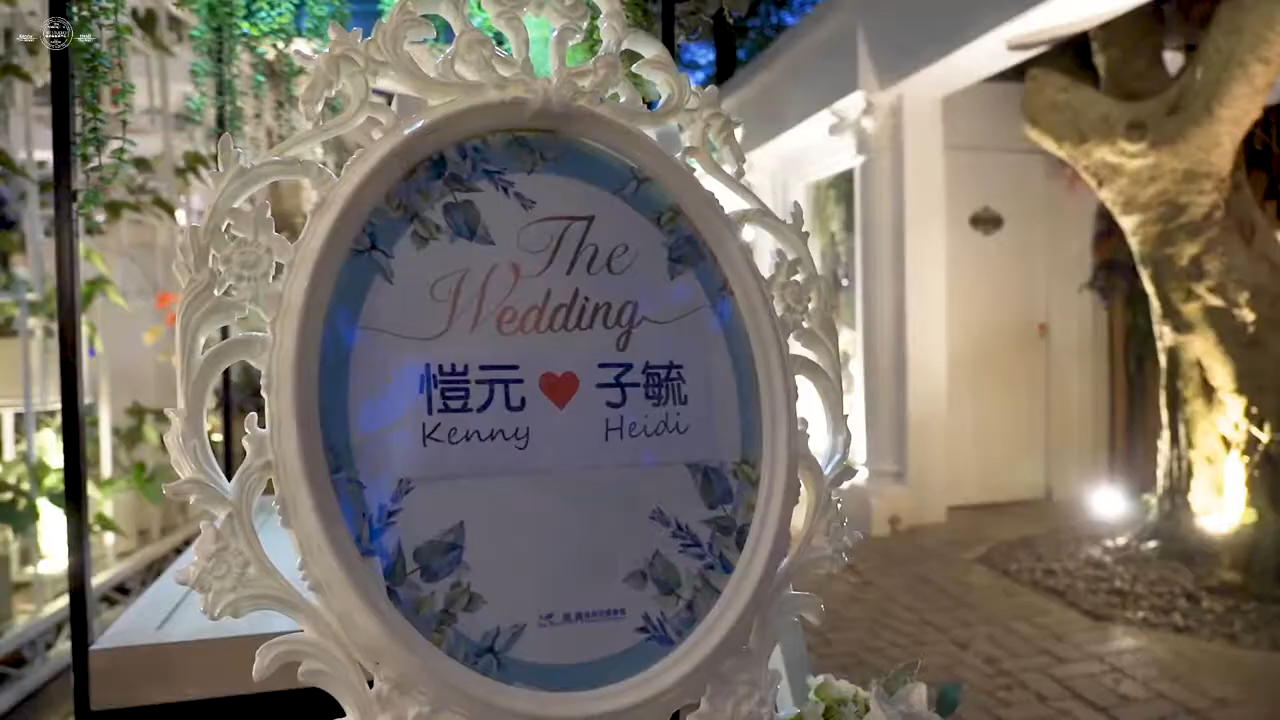 The
Wedding
愷元 ♥ 子毓
Kenny Heidi